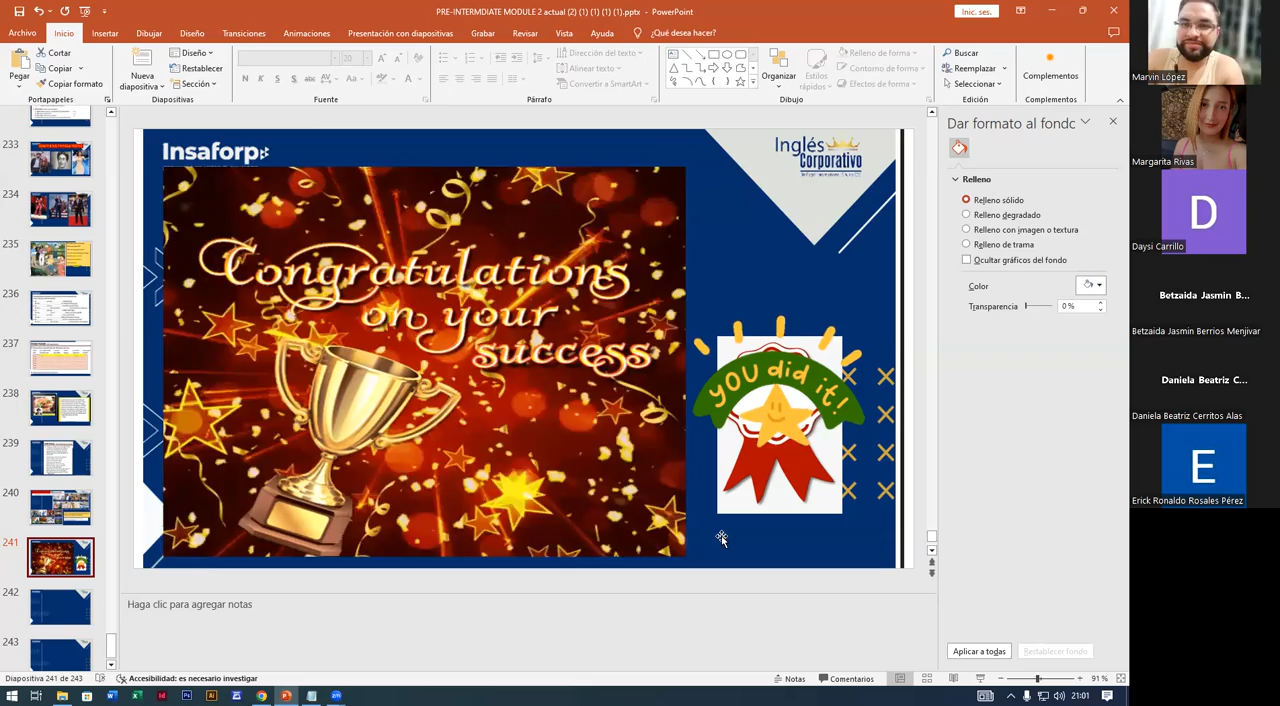 PRE-INTERMDIATE MODULE 2 actual (2) (1) (1) (1) (1).pptx - PowerPoint
Inic. ses.
Archivo Inicio Insertar Dibujar Diseño Transiciones Animaciones Presentación con diapositivas Grabar Revisar Vista Ayuda ¿Qué desea hacer?
Pegar
Cortar
Copiar
Copiar formato
Portapapeles
Nueva diapositiva
Diseño
Restablecer
Sección
Diapositivas
20
N K S S abc AV Aa A
Fuente
Dirección del texto
Alinear texto
Convertir a SmartArt
Párrafo
Organizar
Estilos rápidos
Relleno de forma
Contorno de forma
Efectos de forma
Dibujo
Buscar
Reemplazar
Seleccionar
Edición
Complementos
Complementos
233
234
235
236
237
238
239
240
241
242
243
Insaforp
Inglés
Corporativo
Congratulations
on your
success
you did it!
Haga clic para agregar notas
Dar formato al fondo
Relleno
Relleno sólido
Relleno degradado
Relleno con imagen o textura
Relleno de trama
Ocultar gráficos del fondo
Color
Transparencia 0 %
Aplicar a todas Restablecer fondo
Marvin López
Margarita Rivas
D
Daysi Carrillo
Betzaida Jasmin B...
Betzaida Jasmin Berrios Menjivar
Daniela Beatriz C...
Daniela Beatriz Cerritos Alas
E
Erick Ronaldo Rosales Pérez
Diapositiva 241 de 243 Accesibilidad: es necesario investigar Notas Comentarios 91 %
21:01